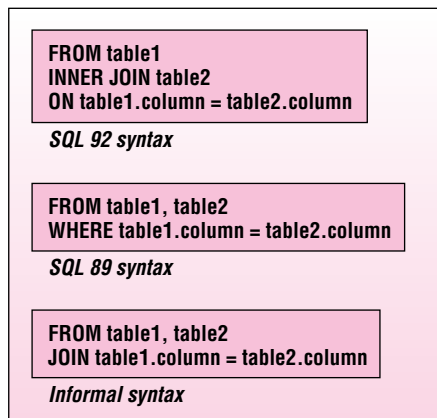 FROM table1
INNER JOIN table2
ON table1.column = table2.column
SQL 92 syntax
FROM table1, table2
WHERE table1.column = table2.column
SQL 89 syntax
FROM table1, table2
JOIN table1.column = table2.column
Informal syntax